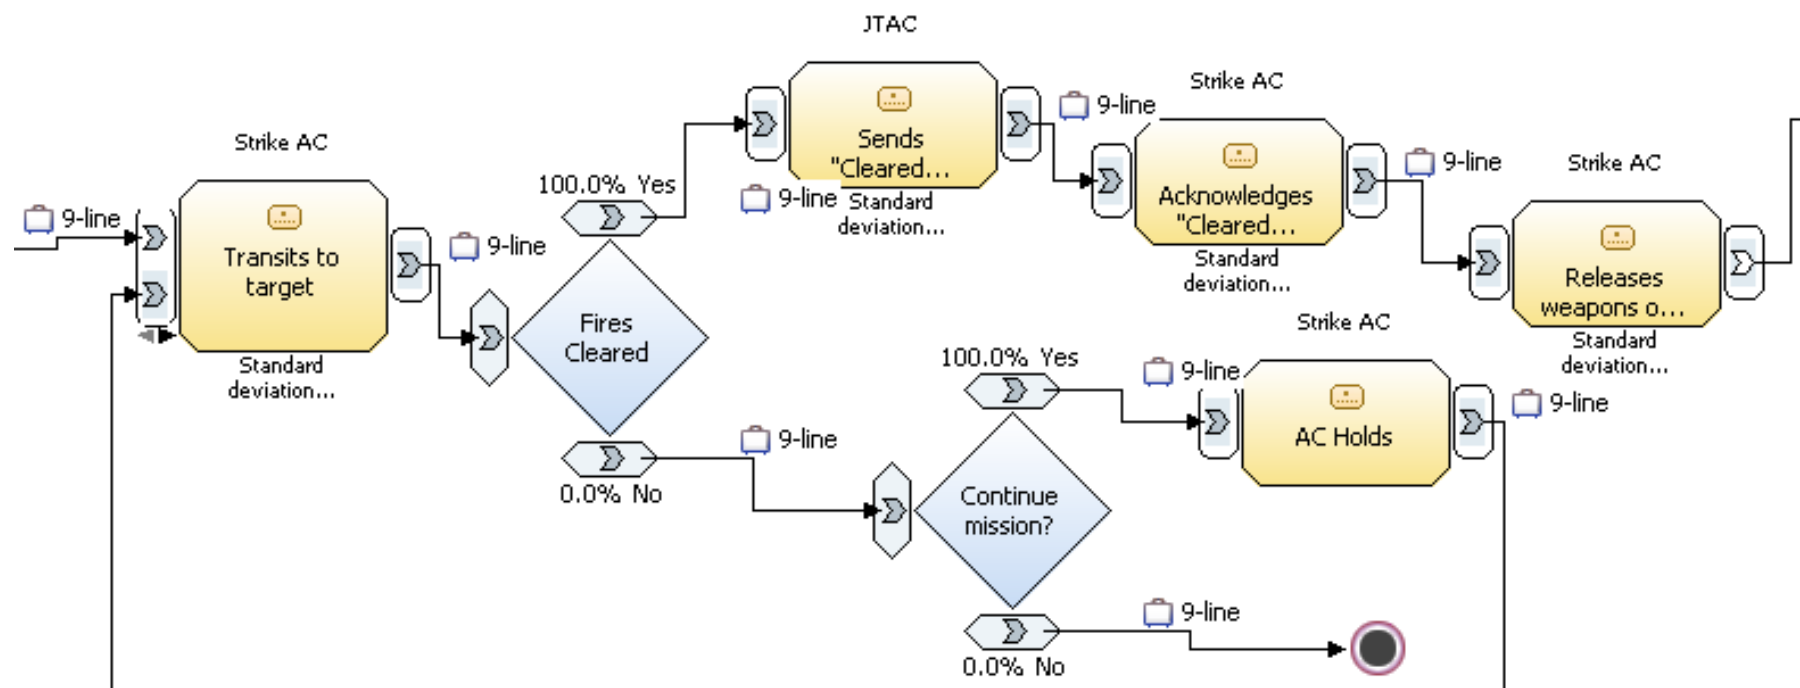 JTAC
Strike AC
9-line
Sends
"Cleared...
Standard
deviation...
Strike AC
9-line
Transits to
target
Standard
deviation...
9-line
100.0% Yes
9-line
Fires
Cleared
0.0% No
9-line
Acknowledges
"Cleared...
Standard
deviation...
9-line
Strike AC
Releases
weapons o...
Standard
deviation...
Strike AC
100.0% Yes
9-line
AC Holds
9-line
Continue
mission?
0.0% No
9-line